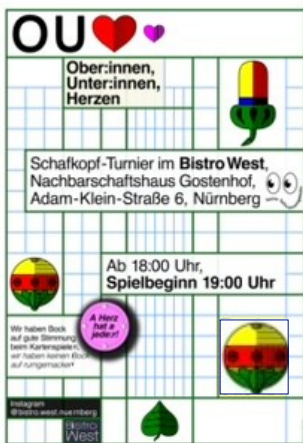 OU
Ober:innen,
Unter:innen,
Herzen
Schafkopf-Turnier im Bistro West,
Nachbarschaftshaus Gostenhof,
Adam-Klein-Straße 6, Nürnberg
Ab 18:00 Uhr,
Spielbeginn 19:00 Uhr
A Herz
hat a
jede:r!
Wir haben Bock
auf gute Stimmung
beim Kartenspielen,
wir haben keinen Bock
auf rumgemacker!
Instagram
@bistro.west.nuernberg
Bistro
West